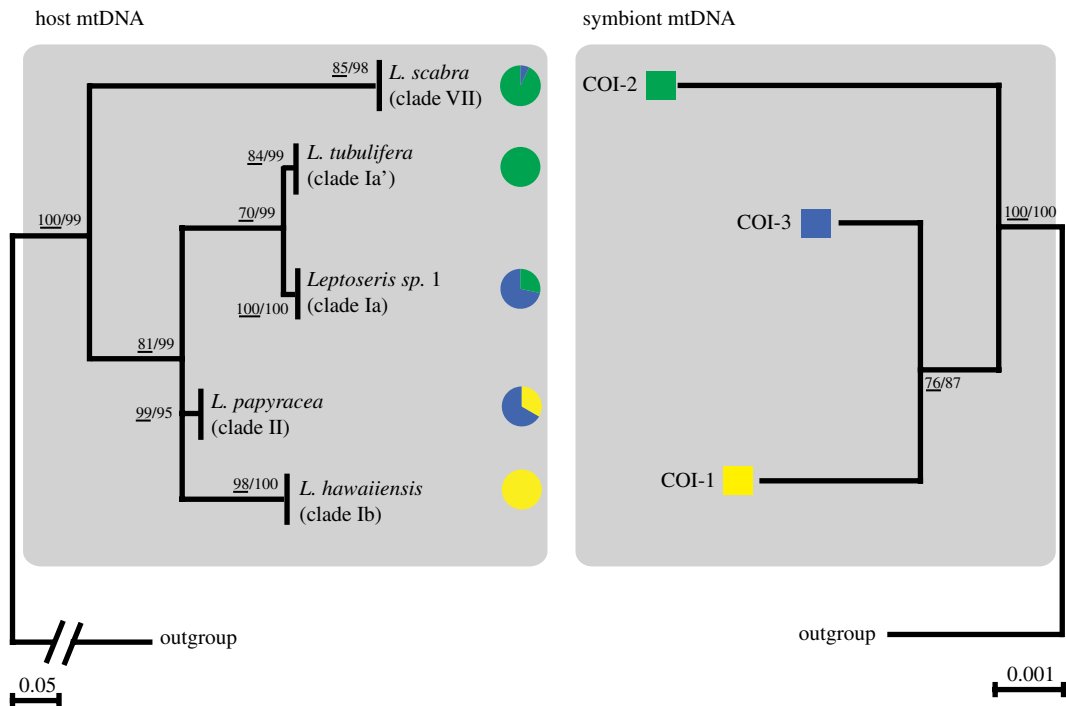 host mtDNA
85/98
L. scabra
(clade VII)
84/99
L. tubulifera
(clade Ia’)
100/99
70/99
Leptoseris sp. 1
(clade Ia)
100/100
81/99
99/95
L. papyracea
(clade II)
98/100
L. hawaiiensis
(clade Ib)
outgroup
0.05
symbiont mtDNA
COI-2
100/100
COI-3
76/87
COI-1
outgroup
0.001